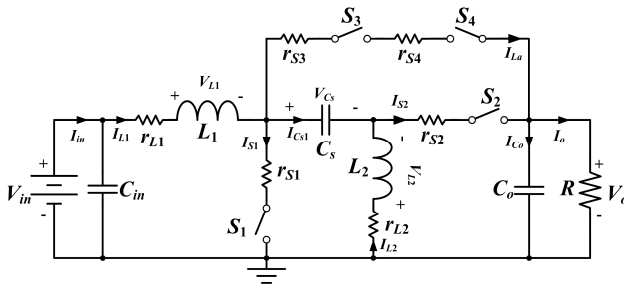 S3
S4
rS3
rS4
ILa
VL1
+ -
VCs
+ -
IS2
S2
Iin
IL1
rL1
L1
IS1
ICs1
Cs
rS2
ICo
Io
+
Vin
-
Cin
rS1
L2
-
VL2
+
Co
R
+
Vo
-
S1
rL2
IL2